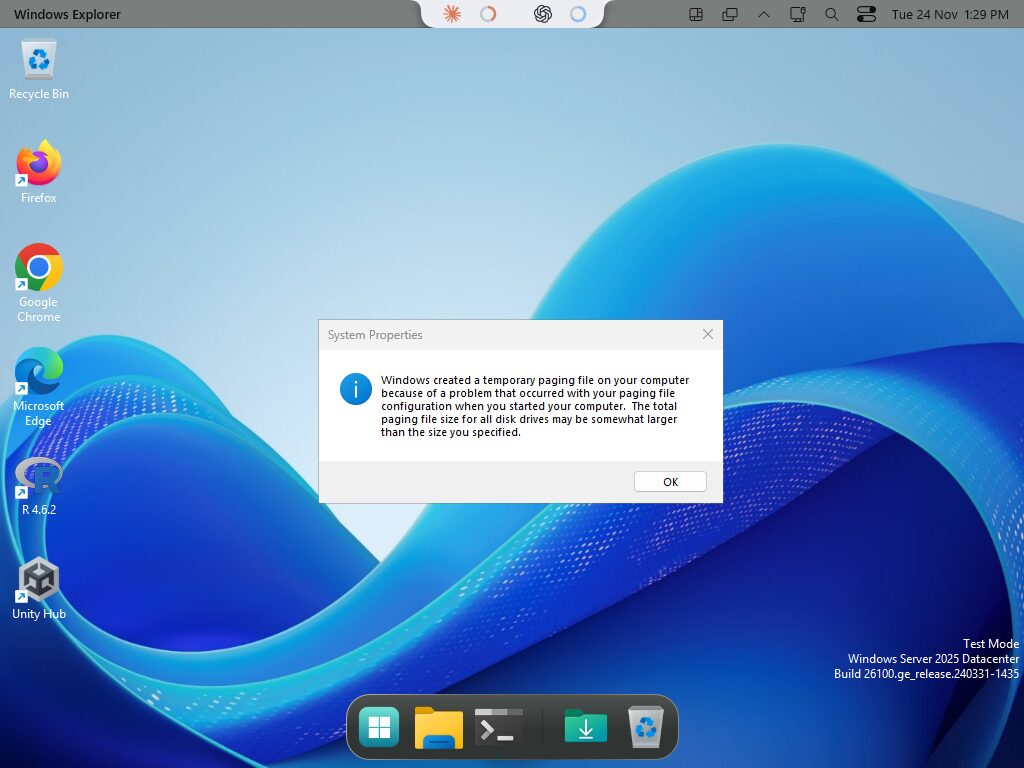 Windows Explorer
Tue 24 Nov 1:29 PM
Recycle Bin
Firefox
Google
Chrome
Microsoft
Edge
R 4.6.2
Unity Hub
System Properties
Windows created a temporary paging file on your computer
because of a problem that occurred with your paging file
configuration when you started your computer. The total
paging file size for all disk drives may be somewhat larger
than the size you specified.
OK
Test Mode
Windows Server 2025 Datacenter
Build 26100.ge_release.240331-1435